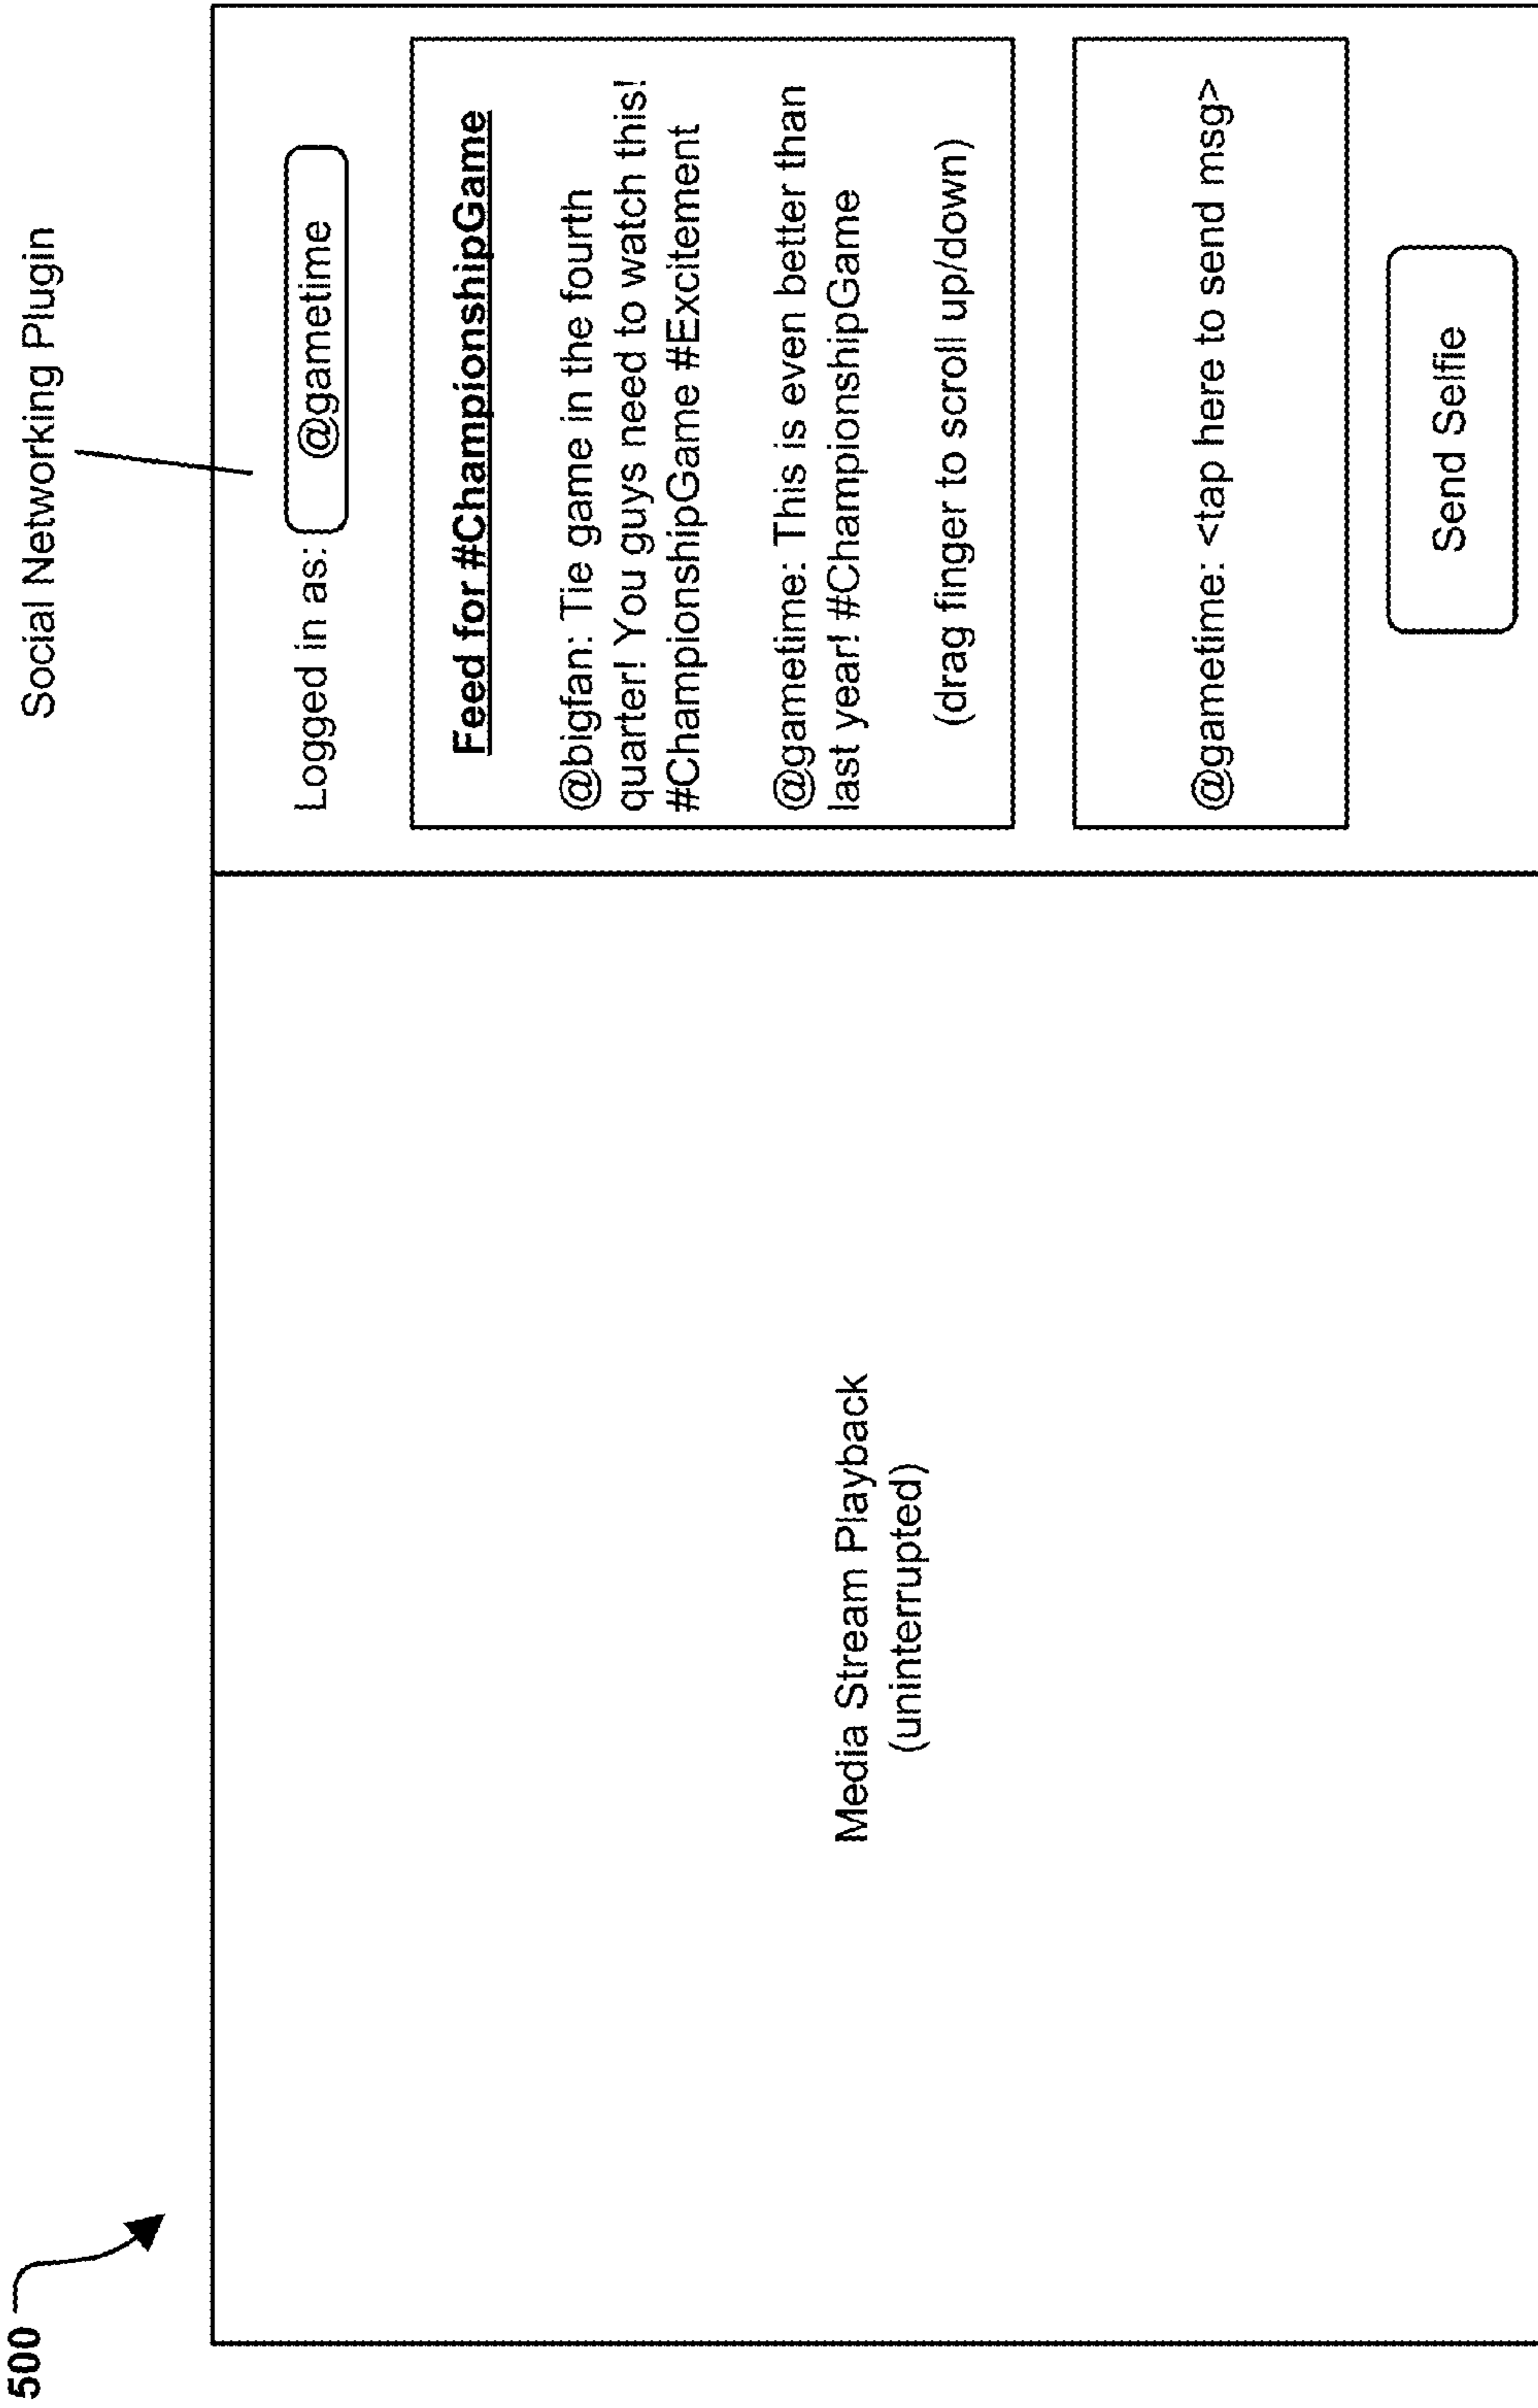 500
Social Networking Plugin
Media Stream Playback
(uninterrupted)
Logged in as: @gametime
Feed for #ChampionshipGame
@bigfan: Tie game in the fourth
quarter! You guys need to watch this!
#ChampionshipGame #Excitement
@gametime: This is even better than
last year! #ChampionshipGame
(drag finger to scroll up/down)
@gametime: <tap here to send msg>
Send Selfie